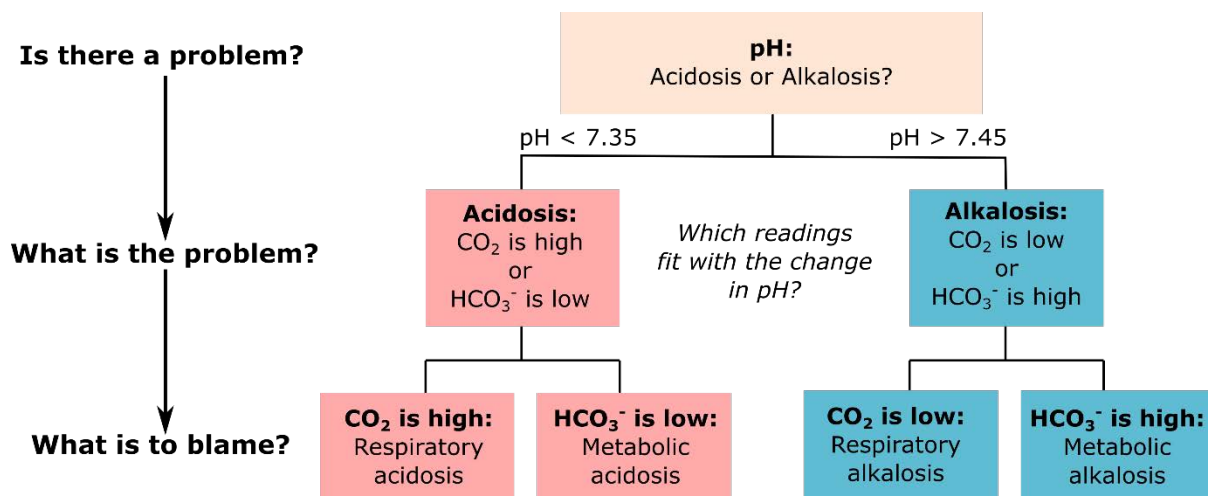 Is there a problem?
pH:
Acidosis or Alkalosis?
pH < 7.35
pH > 7.45
What is the problem?
Acidosis:
CO₂ is high
or
HCO₃⁻ is low
Which readings
fit with the change
in pH?
Alkalosis:
CO₂ is low
or
HCO₃⁻ is high
What is to blame?
CO₂ is high:
Respiratory
acidosis
HCO₃⁻ is low:
Metabolic
acidosis
CO₂ is low:
Respiratory
alkalosis
HCO₃⁻ is high:
Metabolic
alkalosis